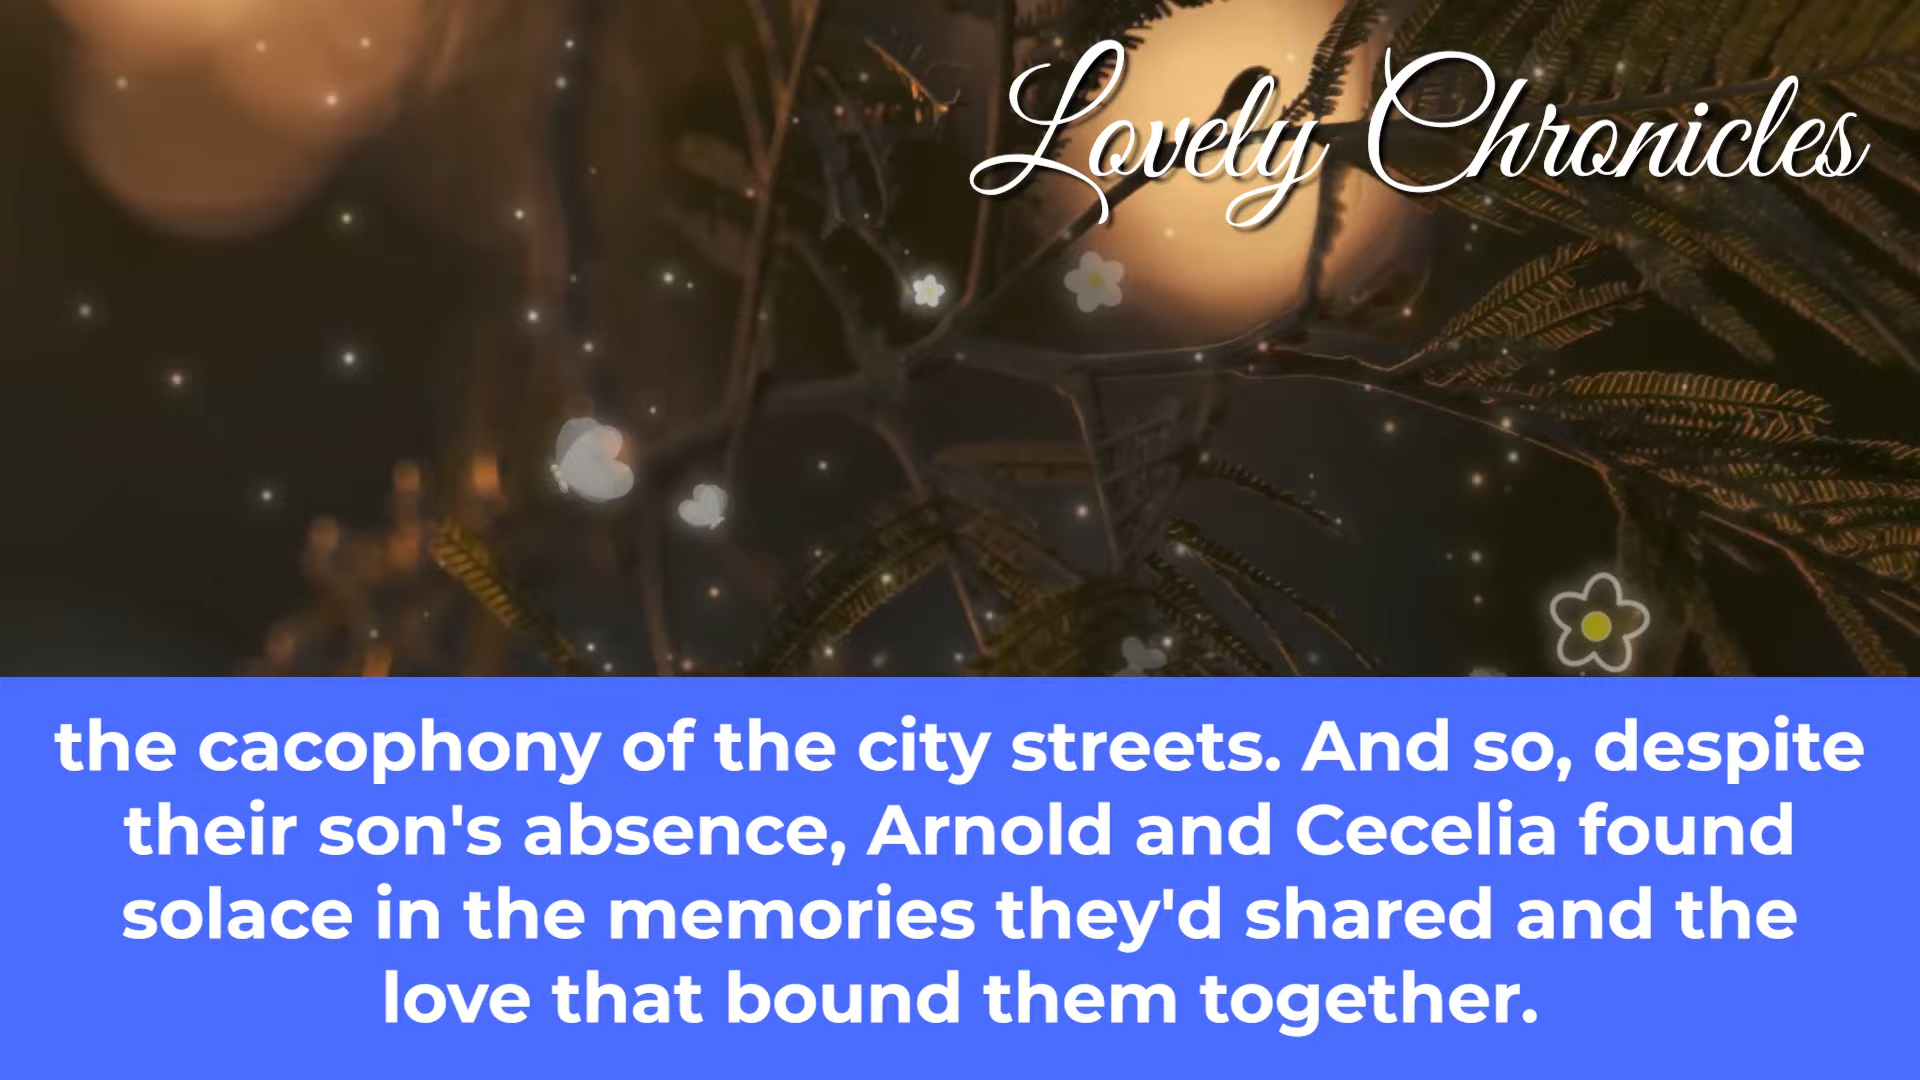 Lovely Chronicles
the cacophony of the city streets. And so, despite
their son's absence, Arnold and Cecelia found
solace in the memories they'd shared and the
love that bound them together.